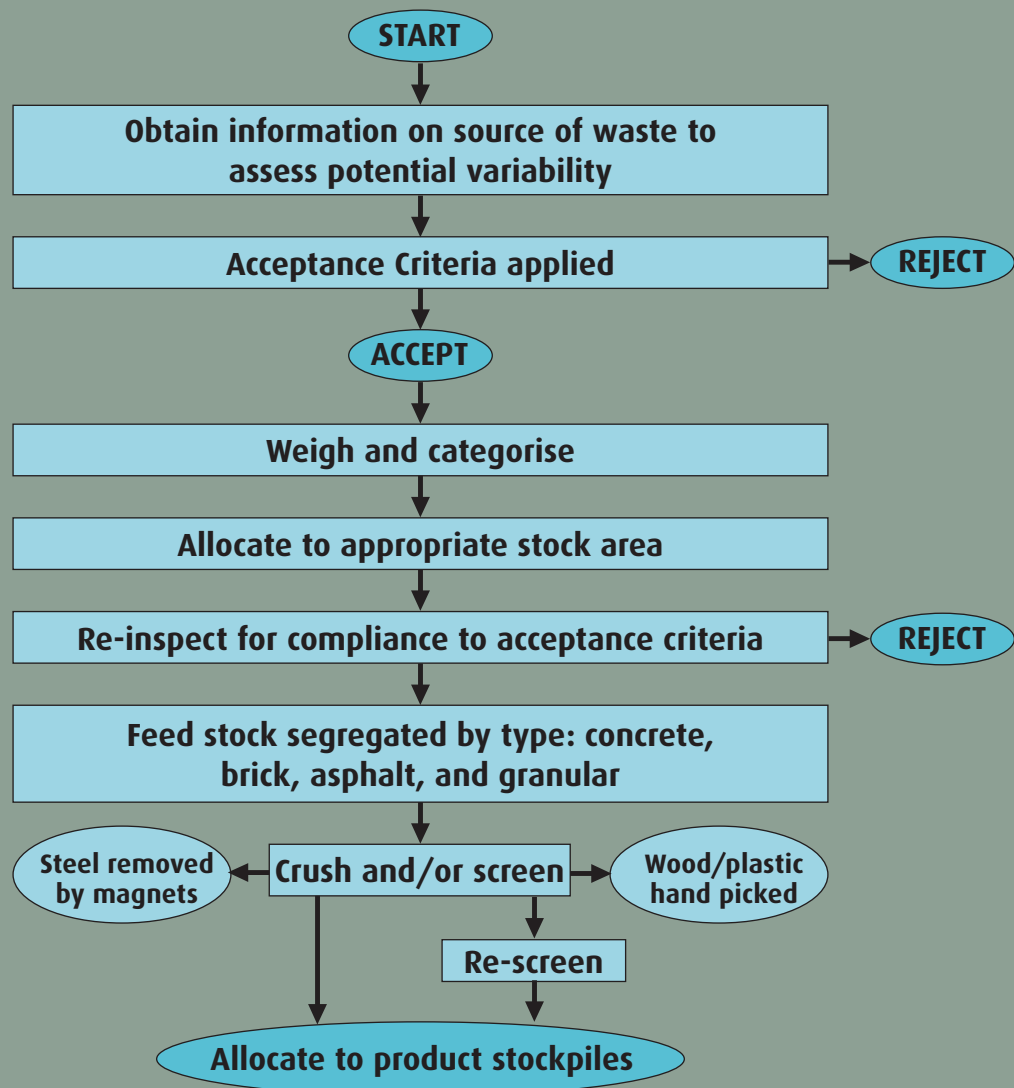 START
Obtain information on source of waste to
assess potential variability
Acceptance Criteria applied
REJECT
ACCEPT
Weigh and categorise
Allocate to appropriate stock area
Re-inspect for compliance to acceptance criteria
REJECT
Feed stock segregated by type: concrete,
brick, asphalt, and granular
Steel removed
by magnets
Crush and/or screen
Wood/plastic
hand picked
Re-screen
Allocate to product stockpiles